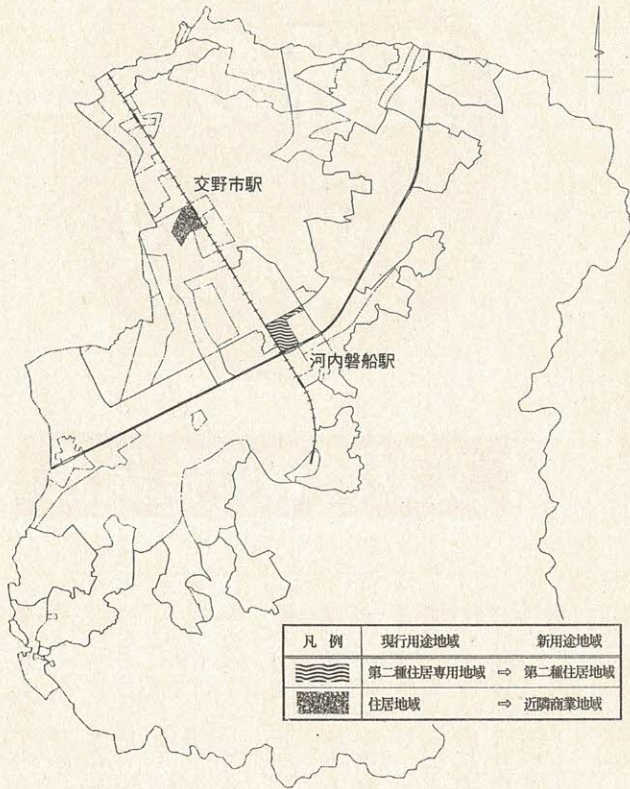 交野市駅
河内磐船駅
凡 例 現行用途地域 新用途地域
第二種住居専用地域 ⇨ 第二種住居地域
住居地域 ⇨ 近隣商業地域